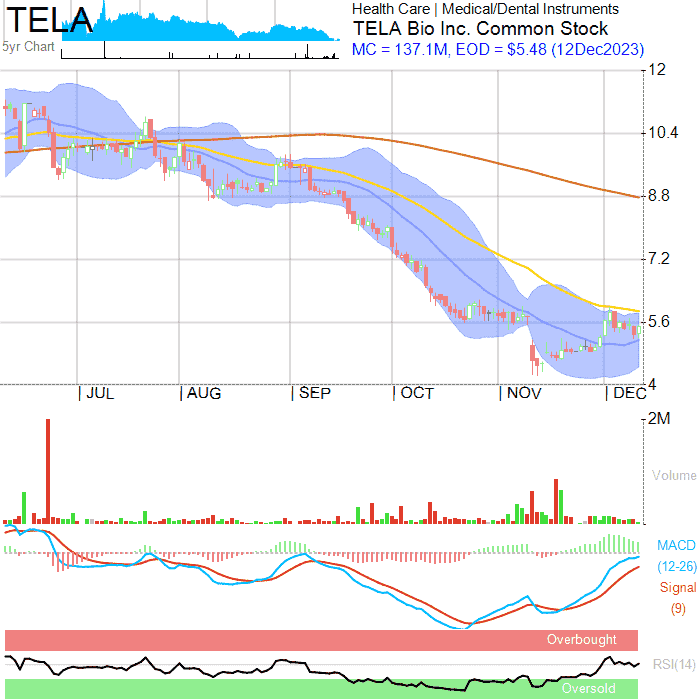 TELA
5yr Chart
Health Care | Medical/Dental Instruments
TELA Bio Inc. Common Stock
MC = 137.1M, EOD = $5.48 (12Dec2023)
12
10.4
8.8
7.2
5.6
4
JUL AUG SEP OCT NOV DEC
2M
Volume
MACD
(12-26)
Signal
(9)
Overbought
RSI(14)
Oversold